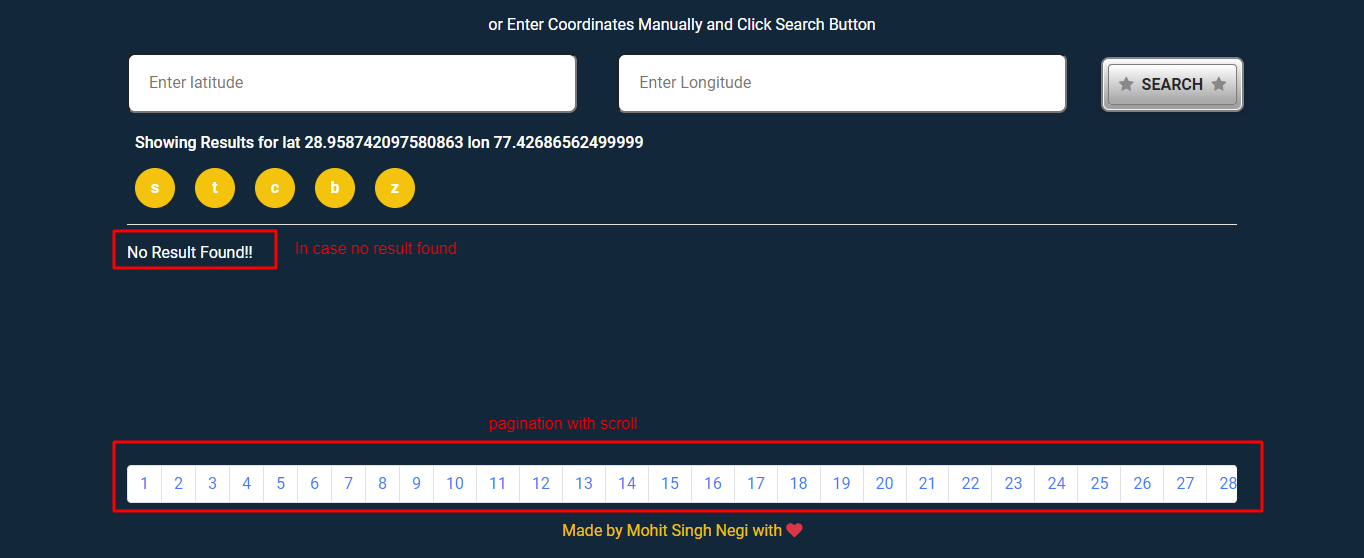 or Enter Coordinates Manually and Click Search Button
Enter latitude
Enter Longitude
SEARCH
Showing Results for lat 28.958742097580863 lon 77.42686562499999
s t c b z
No Result Found!!
In case no result found
pagination with scroll
1 2 3 4 5 6 7 8 9 10 11 12 13 14 15 16 17 18 19 20 21 22 23 24 25 26 27 28
Made by Mohit Singh Negi with